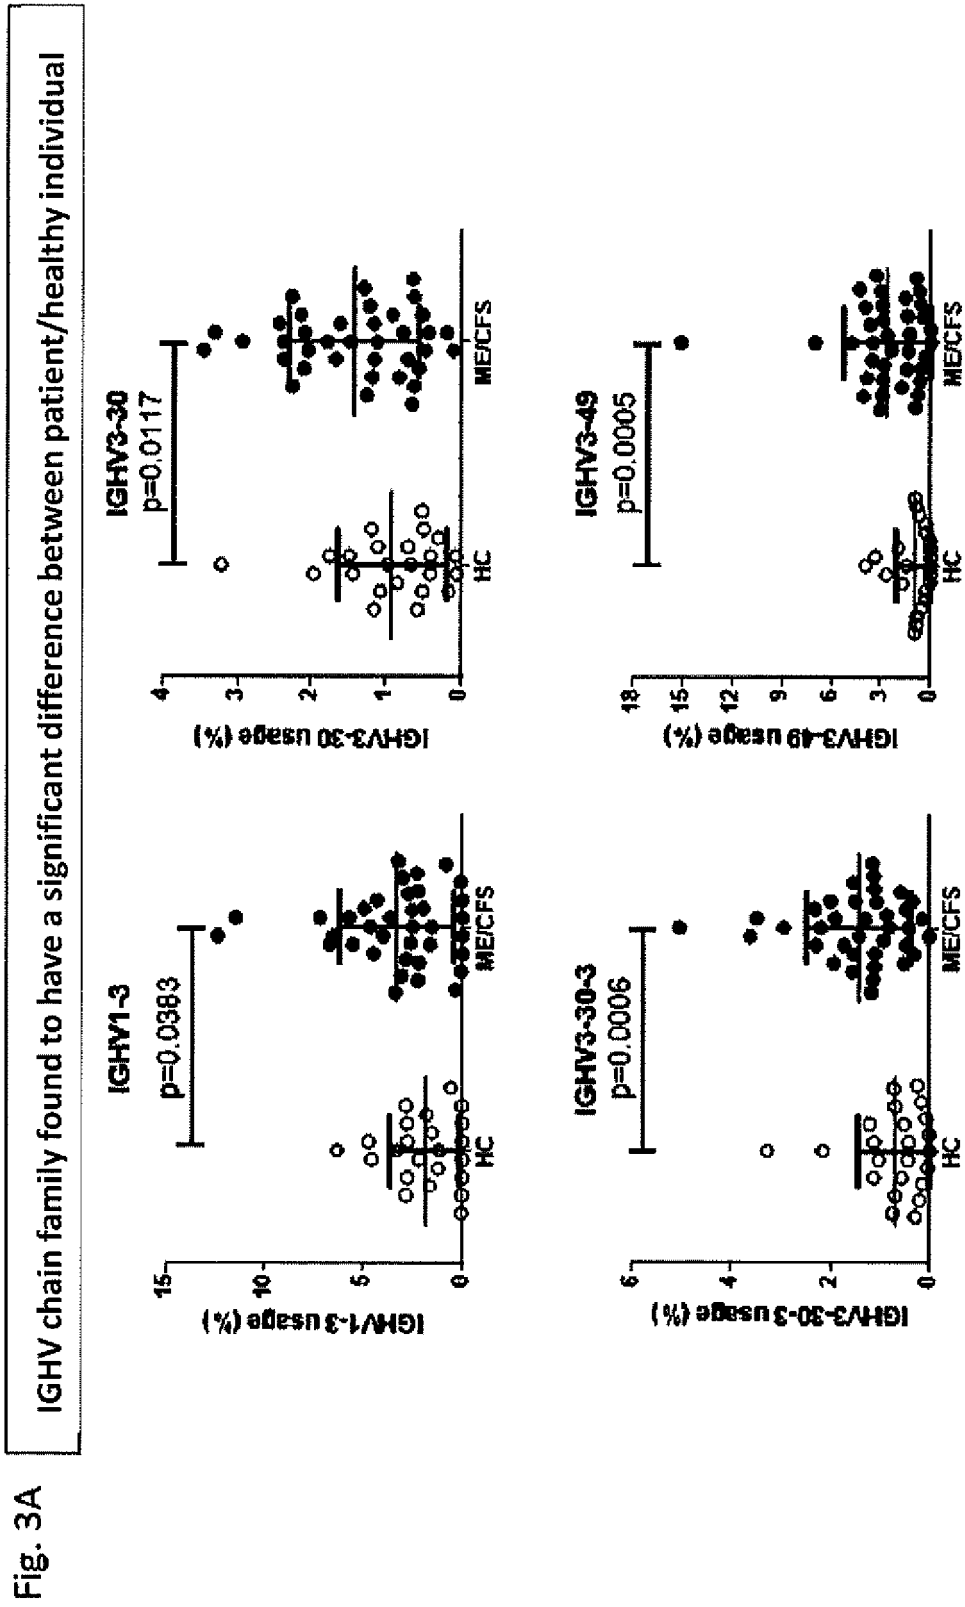 Fig. 3A
IGHV chain family found to have a significant difference between patient/healthy individual
IGHV1-3
p=0.0383
IGHV1-3 usage (%)
15
10
5
0
HC
ME/CFS
IGHV3-30
p=0.0117
IGHV3-30 usage (%)
4
3
2
1
0
HC
ME/CFS
IGHV3-30-3
p=0.0006
IGHV3-30-3 usage (%)
6
4
2
0
HC
ME/CFS
IGHV3-49
p=0.0005
IGHV3-49 usage (%)
18
15
12
9
6
3
0
HC
ME/CFS